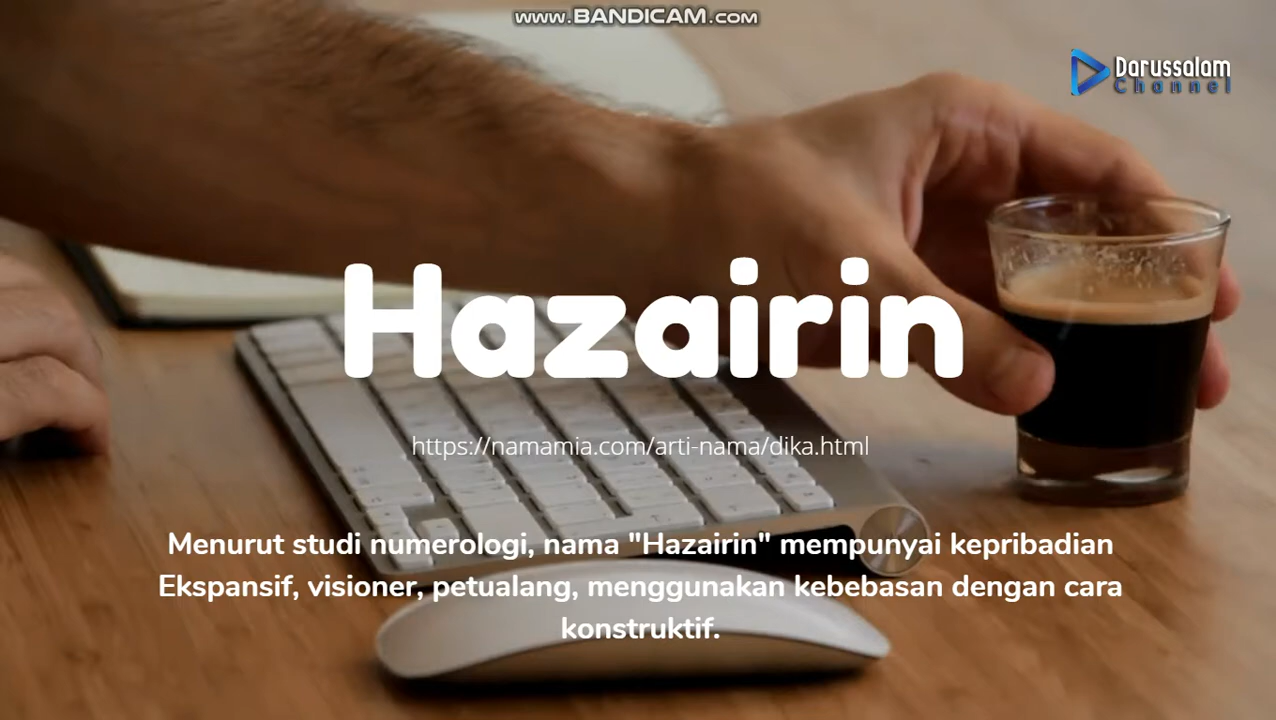 www.BANDICAM.com
Darussalam
Channel
Hazairin
https://namamia.com/arti-nama/dika.html
Menurut studi numerologi, nama "Hazairin" mempunyai kepribadian
Ekspansif, visioner, petualang, menggunakan kebebasan dengan cara
konstruktif.